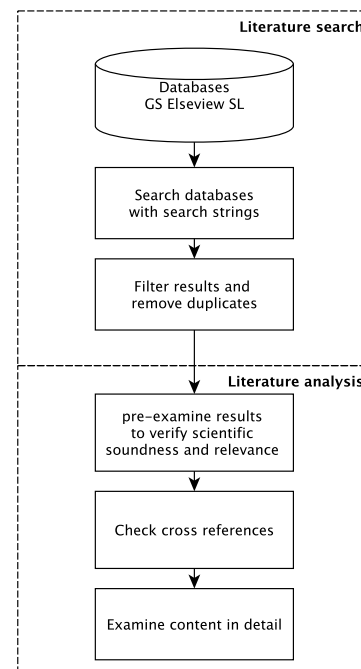 Literature search
Databases
GS Elseview SL
Search databases
with search strings
Filter results and
remove duplicates
Literature analysis
pre-examine results
to verify scientific
soundness and relevance
Check cross references
Examine content in detail